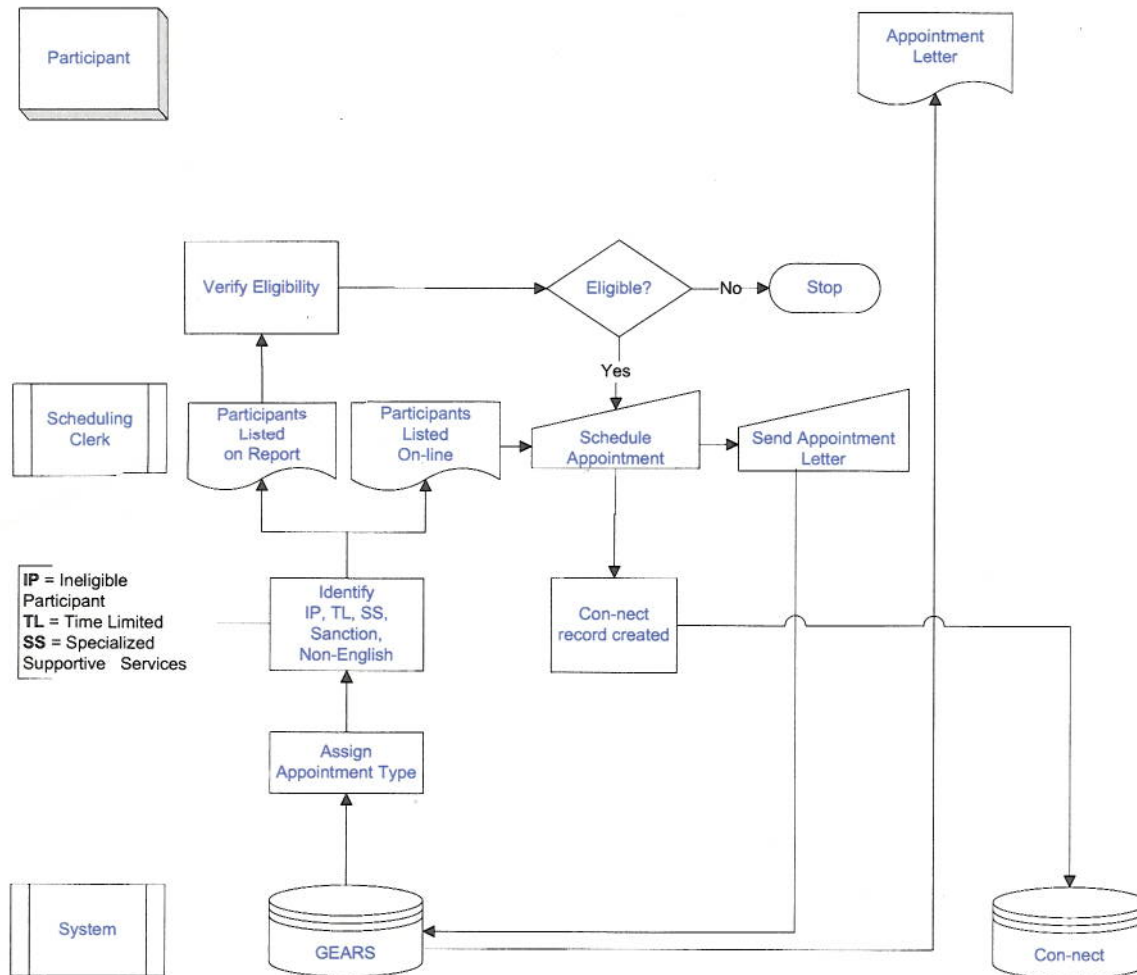 Participant
Appointment
Letter
Verify Eligibility
Eligible?
No
Stop
Yes
Scheduling
Clerk
Participants
Listed
on Report
Participants
Listed
On-line
Schedule
Appointment
Send Appointment
Letter
IP = Ineligible
Participant
TL = Time Limited
SS = Specialized
Supportive Services
Identify
IP, TL, SS,
Sanction,
Non-English
Con-nect
record created
Assign
Appointment Type
System
GEARS
Con-nect